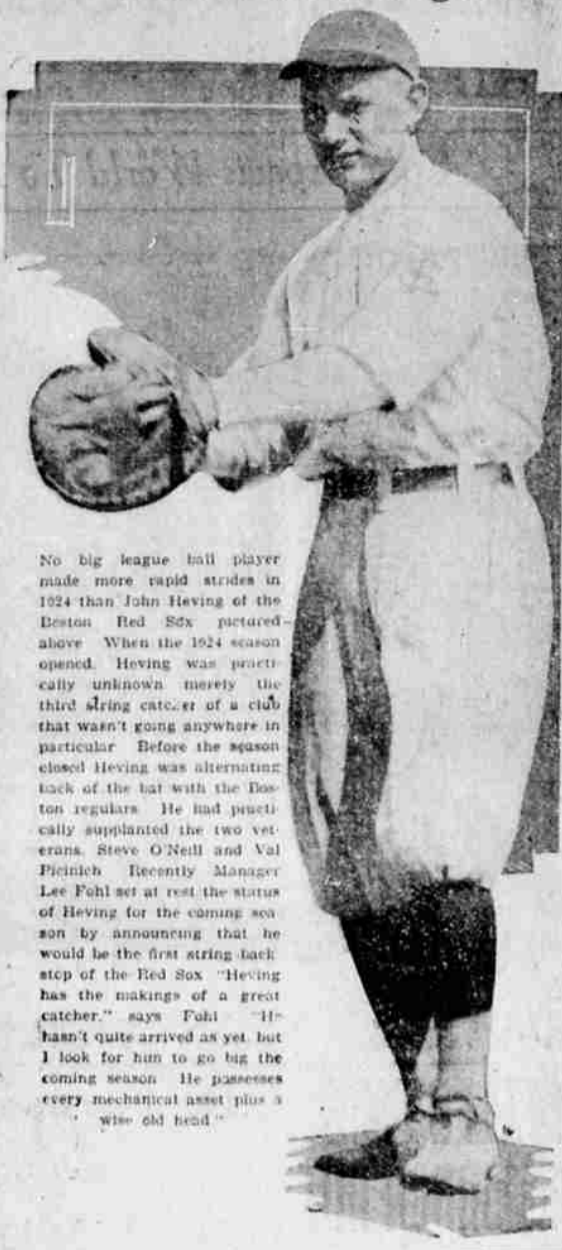 No big league ball player
made more rapid strides in
1924 than John Heving of the
Boston Red Sox pictured
above When the 1924 season
opened, Heving was practi-
cally unknown merely the
third string catcher of a club
that wasn't going anywhere in
particular Before the season
closed Heving was alternating
back of the bat with the Bos-
ton regulars He had practi-
cally supplanted the two vet-
erans, Steve O'Neill and Val
Picinich Recently Manager
Lee Fohl set at rest the status
of Heving for the coming sea-
son by announcing that he
would be the first string back
stop of the Red Sox "Heving
has the makings of a great
catcher," says Fohl "He
hasn't quite arrived as yet but
I look for him to go big the
coming season He possesses
every mechanical asset plus a
wise old head"